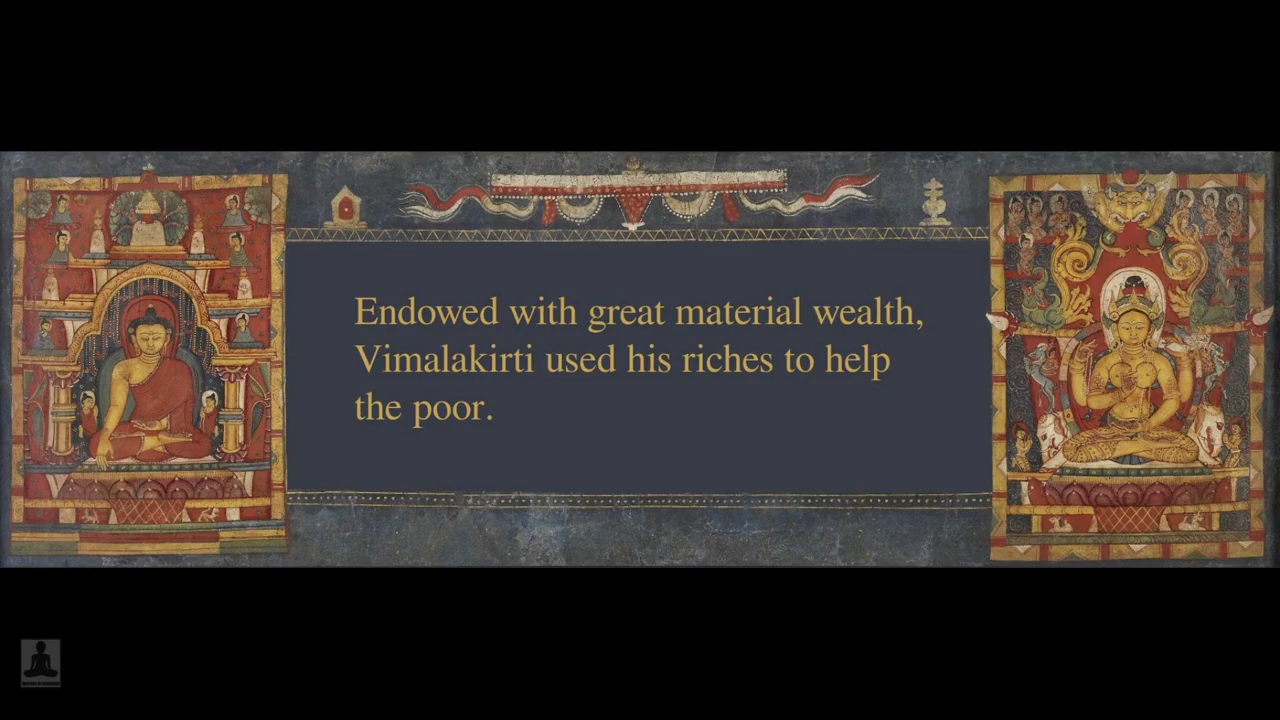 Endowed with great material wealth,
Vimalakirti used his riches to help
the poor.